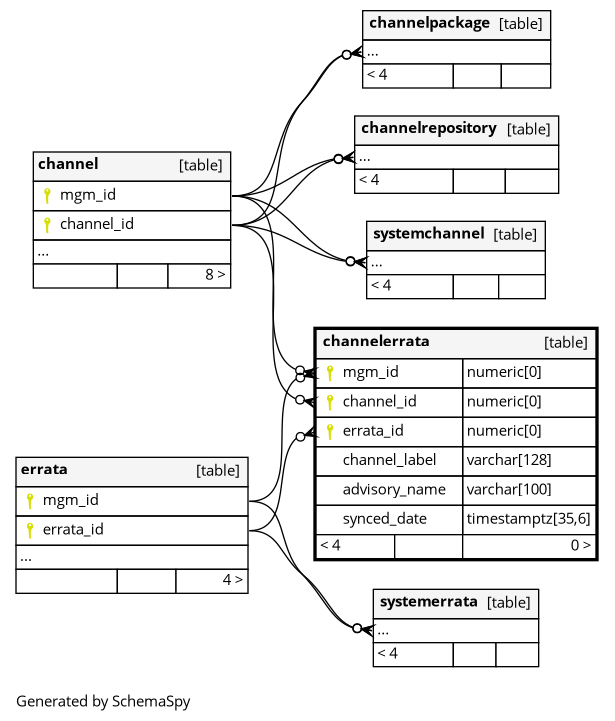 channelpackage [table]
...
< 4
channelrepository [table]
...
< 4
channel [table]
mgm_id
channel_id
...
8 >
systemchannel [table]
...
< 4
channelerrata [table]
mgm_id numeric[0]
channel_id numeric[0]
errata_id numeric[0]
channel_label varchar[128]
advisory_name varchar[100]
synced_date timestamptz[35,6]
< 4 0 >
errata [table]
mgm_id
errata_id
...
4 >
systemerrata [table]
...
< 4
Generated by SchemaSpy